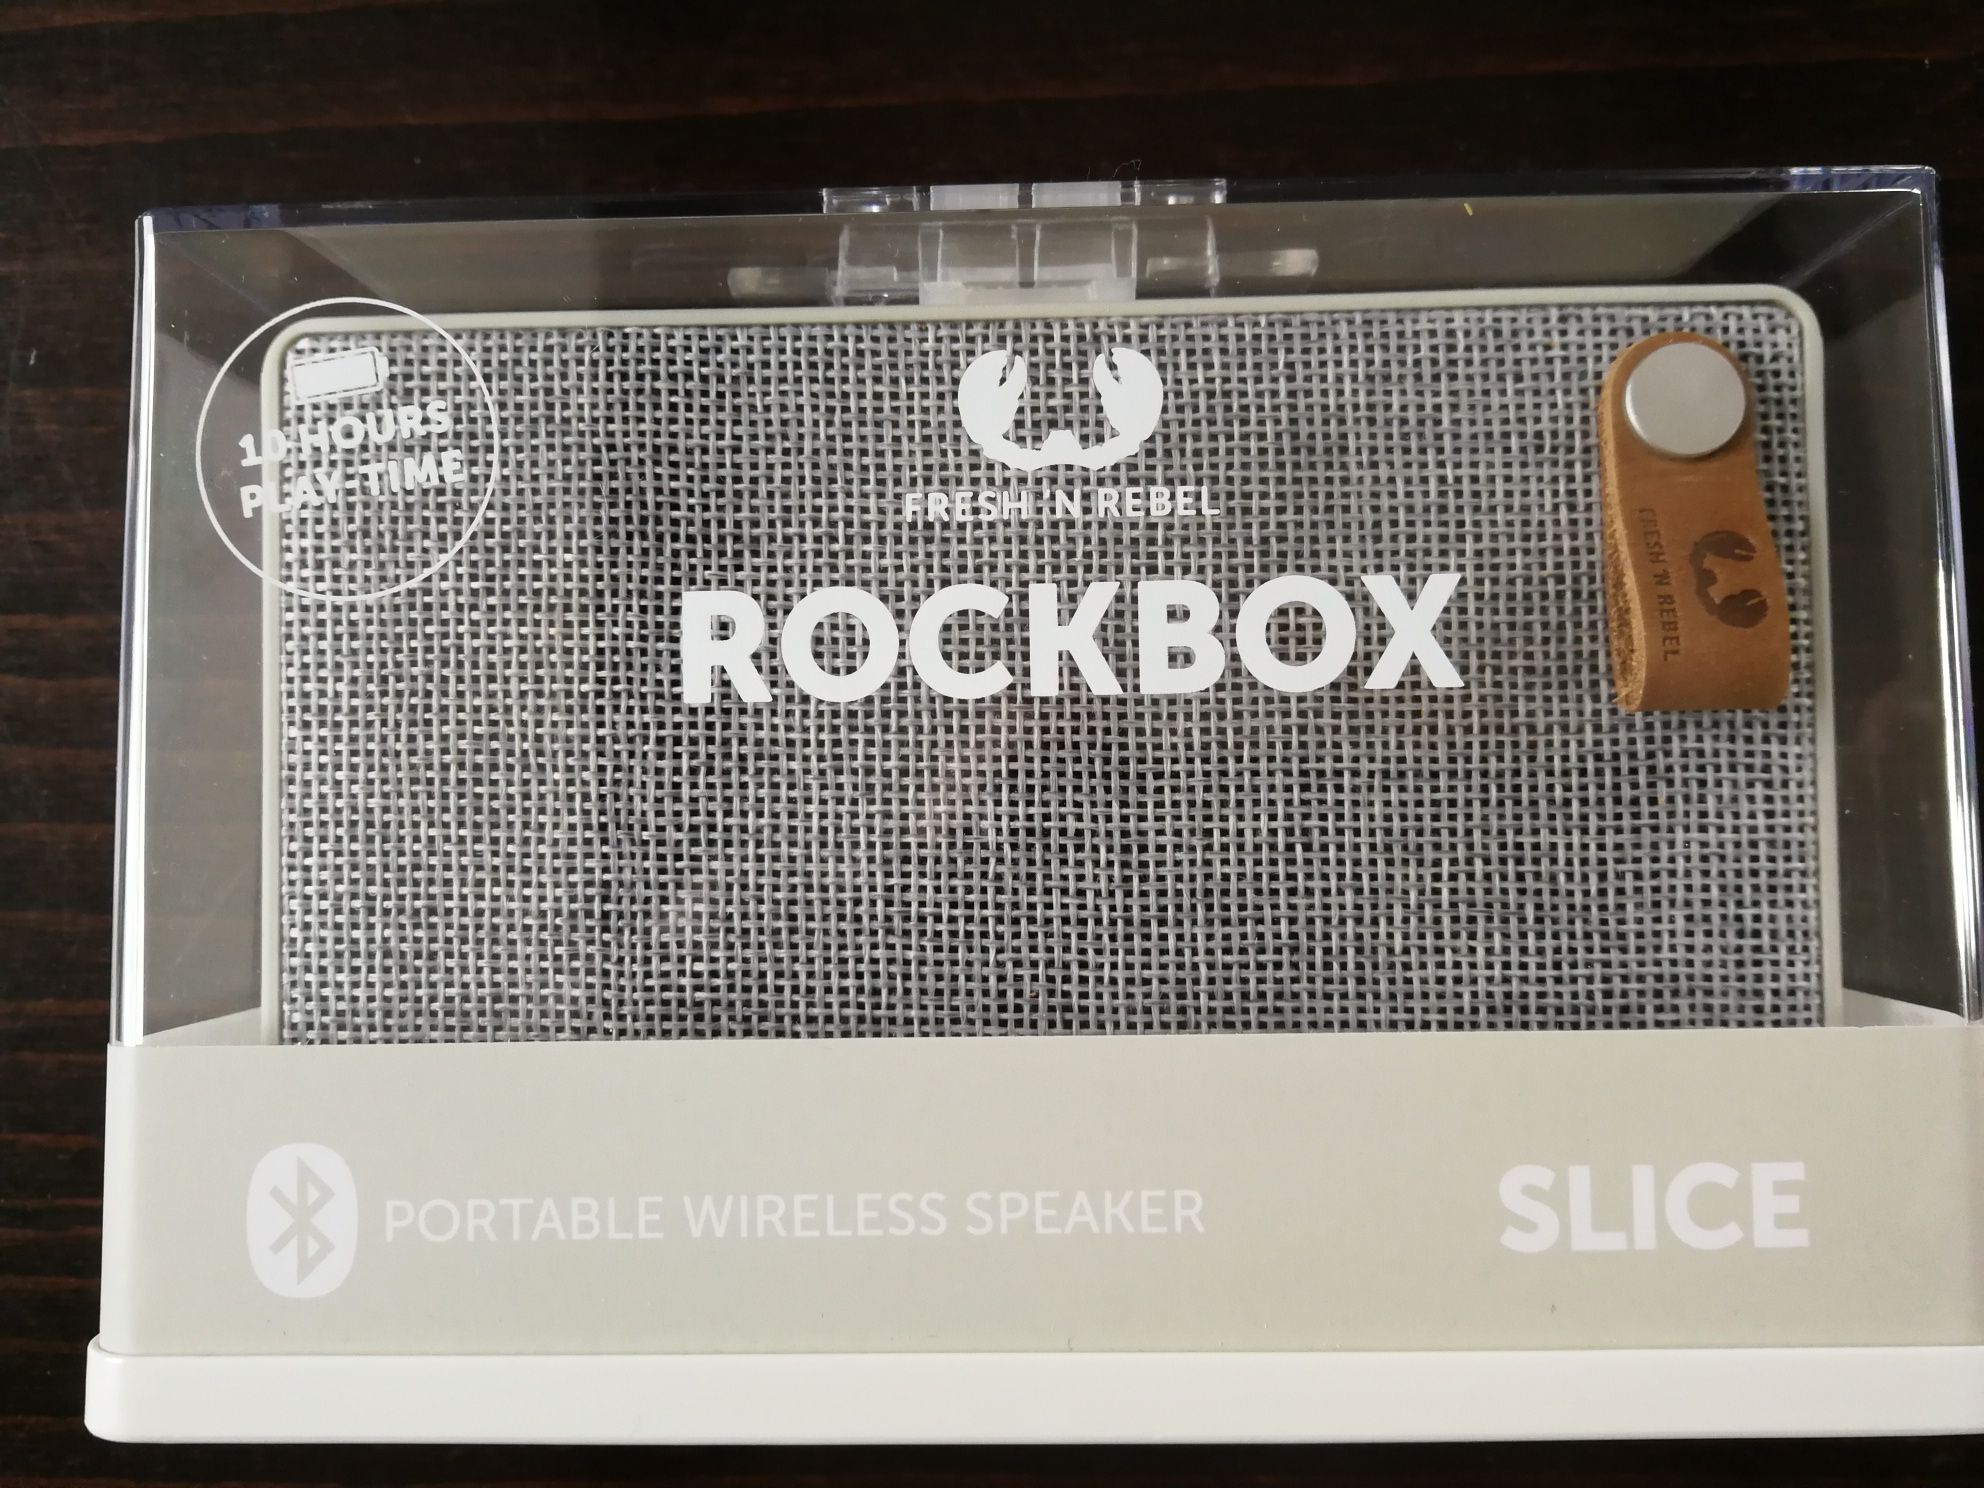 10 HOURS
PLAY-TIME
FRESH 'N REBEL
ROCKBOX
FRESH 'N REBEL
PORTABLE WIRELESS SPEAKER
SLICE